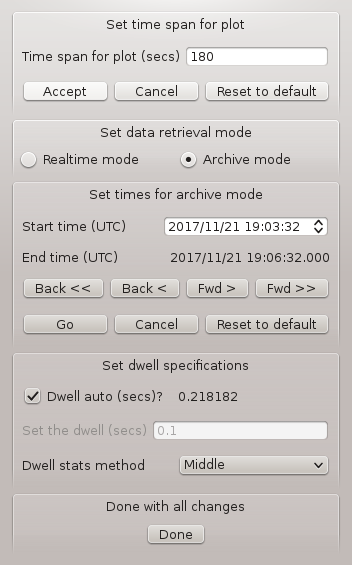 Set time span for plot
Time span for plot (secs) 180
Accept Cancel Reset to default
Set data retrieval mode
Realtime mode Archive mode
Set times for archive mode
Start time (UTC) 2017/11/21 19:03:32
End time (UTC) 2017/11/21 19:06:32.000
Back << Back < Fwd > Fwd >>
Go Cancel Reset to default
Set dwell specifications
Dwell auto (secs)? 0.218182
Set the dwell (secs) 0.1
Dwell stats method Middle
Done with all changes
Done